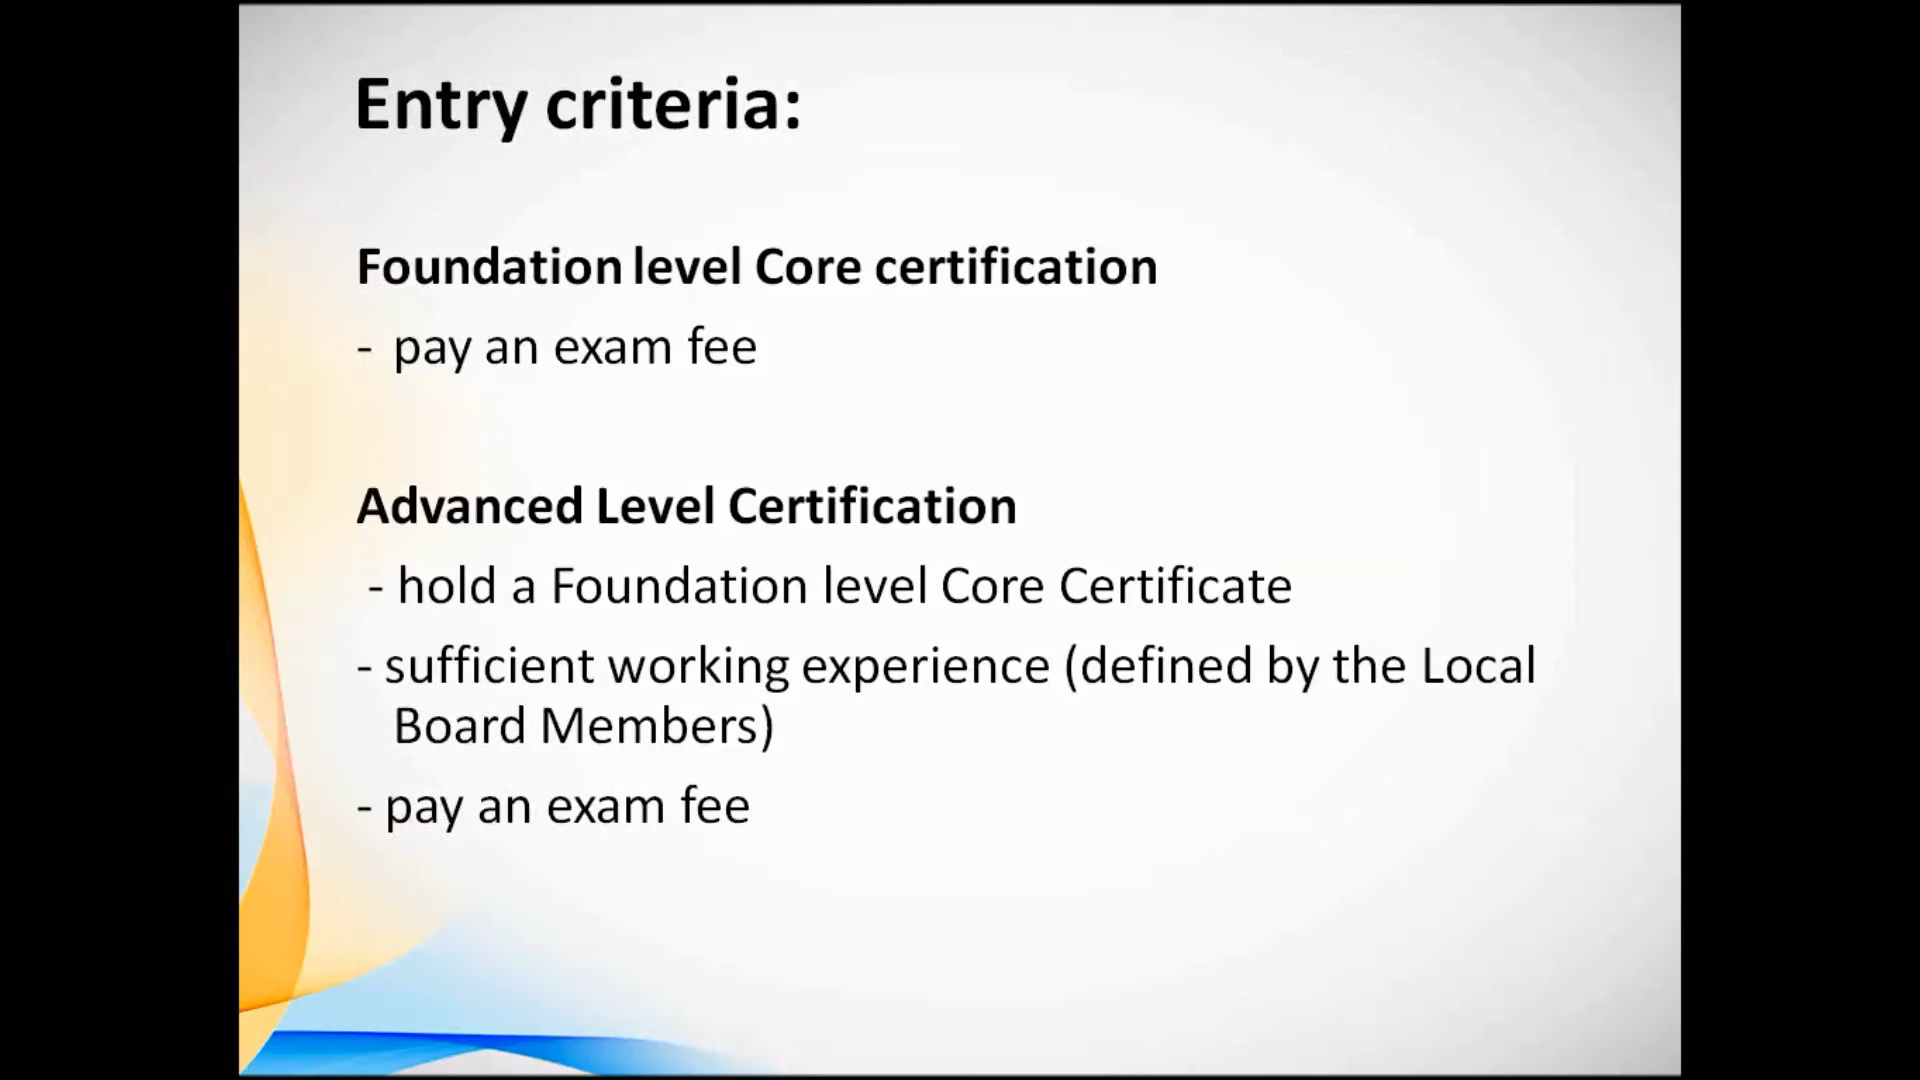 Entry criteria:
Foundation level Core certification
- pay an exam fee
Advanced Level Certification
- hold a Foundation level Core Certificate
- sufficient working experience (defined by the Local
Board Members)
- pay an exam fee